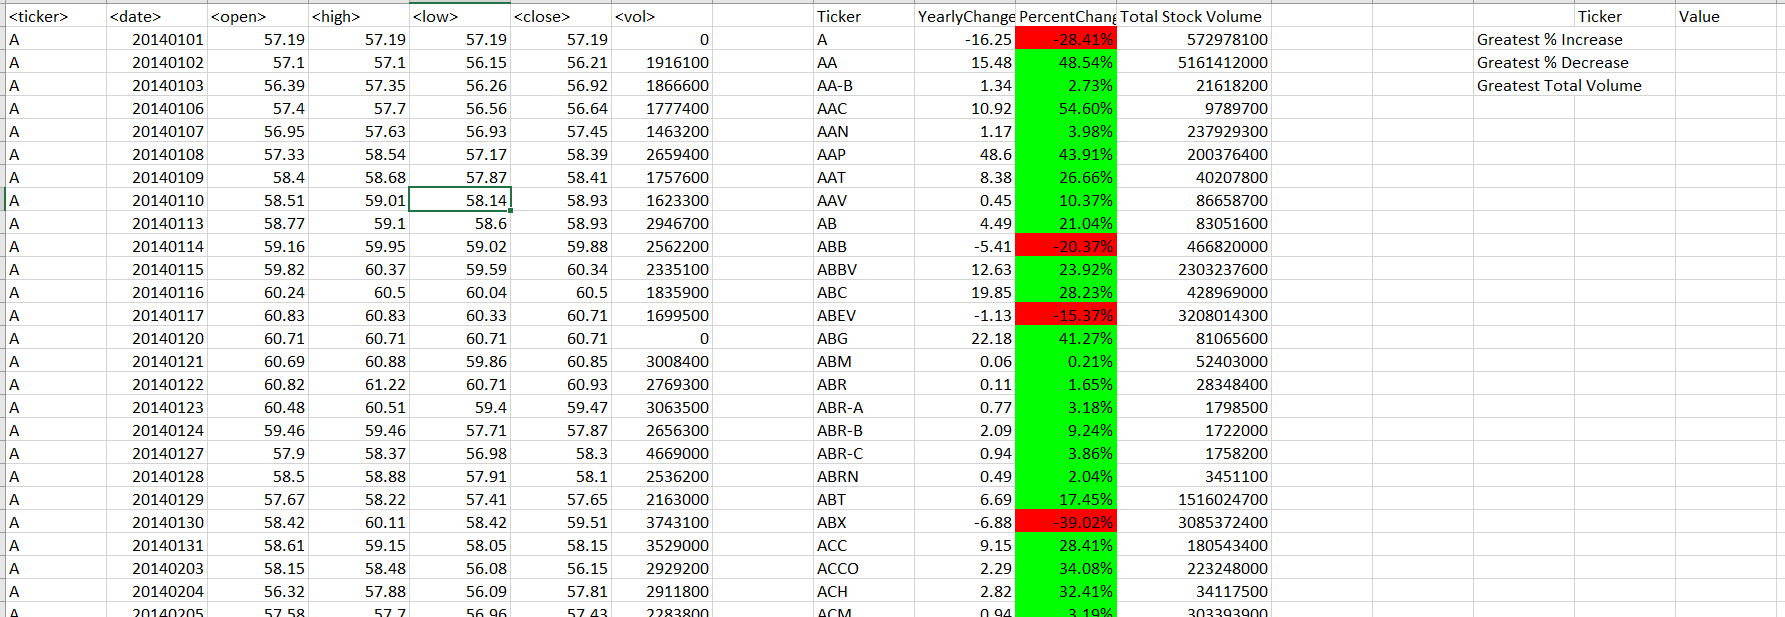 <ticker> <date> <open> <high> <low> <close> <vol> Ticker YearlyChange PercentChang Total Stock Volume Ticker Value
A 20140101 57.19 57.19 57.19 57.19 0 A -16.25 -28.41% 572978100 Greatest % Increase
A 20140102 57.1 57.1 56.15 56.21 1916100 AA 15.48 48.54% 5161412000 Greatest % Decrease
A 20140103 56.39 57.35 56.26 56.92 1866600 AA-B 1.34 2.73% 21618200 Greatest Total Volume
A 20140106 57.4 57.7 56.56 56.64 1777400 AAC 10.92 54.60% 9789700
A 20140107 56.95 57.63 56.93 57.45 1463200 AAN 1.17 3.98% 237929300
A 20140108 57.33 58.54 57.17 58.39 2659400 AAP 48.6 43.91% 200376400
A 20140109 58.4 58.68 57.87 58.41 1757600 AAT 8.38 26.66% 40207800
A 20140110 58.51 59.01 58.14 58.93 1623300 AAV 0.45 10.37% 86658700
A 20140113 58.77 59.1 58.6 58.93 2946700 AB 4.49 21.04% 83051600
A 20140114 59.16 59.95 59.02 59.88 2562200 ABB -5.41 -20.37% 466820000
A 20140115 59.82 60.37 59.59 60.34 2335100 ABBV 12.63 23.92% 2303237600
A 20140116 60.24 60.5 60.04 60.5 1835900 ABC 19.85 28.23% 428969000
A 20140117 60.83 60.83 60.33 60.71 1699500 ABEV -1.13 -15.37% 3208014300
A 20140120 60.71 60.71 60.71 60.71 0 ABG 22.18 41.27% 81065600
A 20140121 60.69 60.88 59.86 60.85 3008400 ABM 0.06 0.21% 52403000
A 20140122 60.82 61.22 60.71 60.93 2769300 ABR 0.11 1.65% 28348400
A 20140123 60.48 60.51 59.4 59.47 3063500 ABR-A 0.77 3.18% 1798500
A 20140124 59.46 59.46 57.71 57.87 2656300 ABR-B 2.09 9.24% 1722000
A 20140127 57.9 58.37 56.98 58.3 4669000 ABR-C 0.94 3.86% 1758200
A 20140128 58.5 58.88 57.91 58.1 2536200 ABRN 0.49 2.04% 3451100
A 20140129 57.67 58.22 57.41 57.65 2163000 ABT 6.69 17.45% 1516024700
A 20140130 58.42 60.11 58.42 59.51 3743100 ABX -6.88 -39.02% 3085372400
A 20140131 58.61 59.15 58.05 58.15 3529000 ACC 9.15 28.41% 180543400
A 20140203 58.15 58.48 56.08 56.15 2929200 ACCO 2.29 34.08% 223248000
A 20140204 56.32 57.88 56.09 57.81 2911800 ACH 2.82 32.41% 34117500
A 20140205 57.58 57.7 56.96 57.43 2283800 ACM 0.94 3.19% 303393900